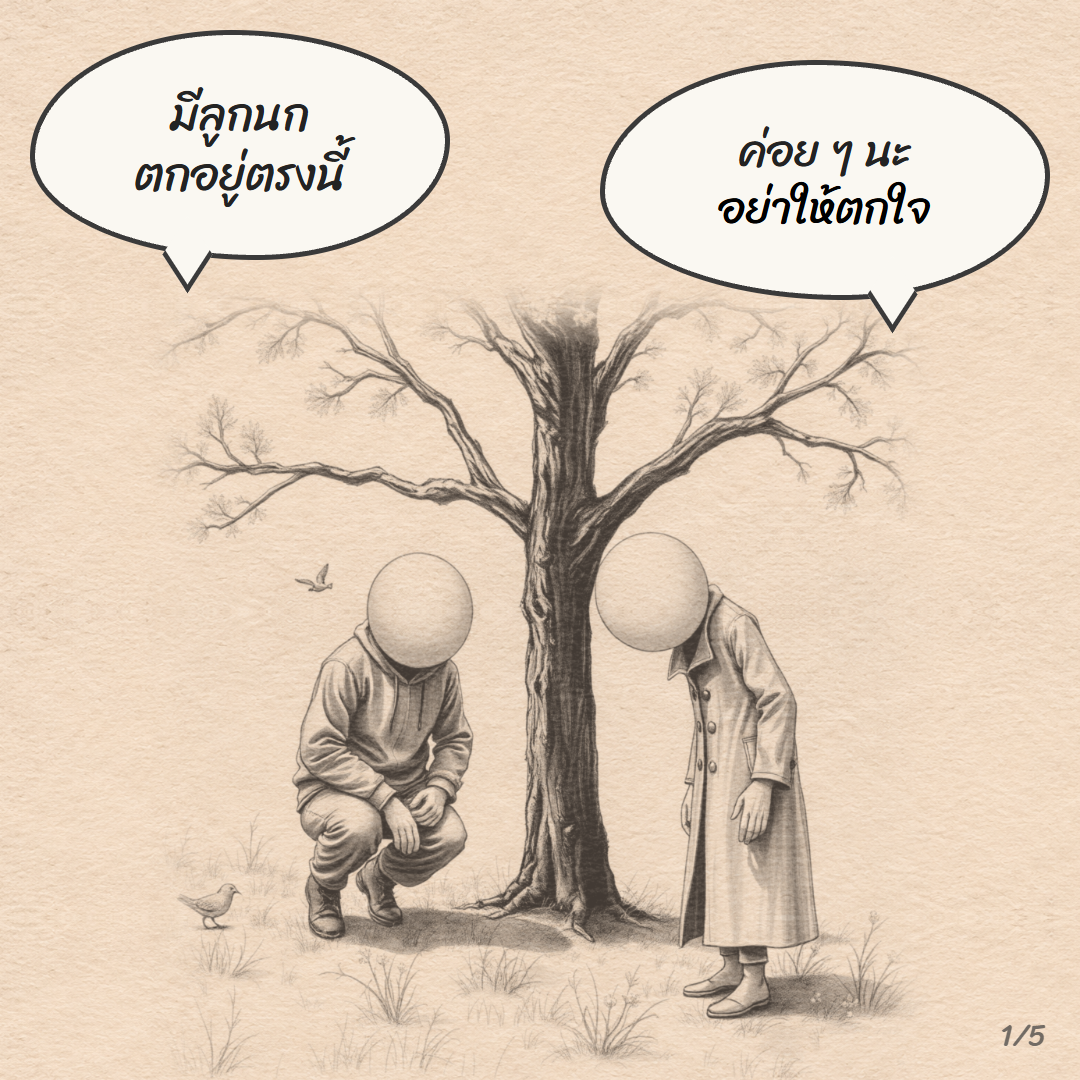 มีลูกนก
ตกอยู่ตรงนี้
ค่อย ๆ นะ
อย่าให้ตกใจ
1/5